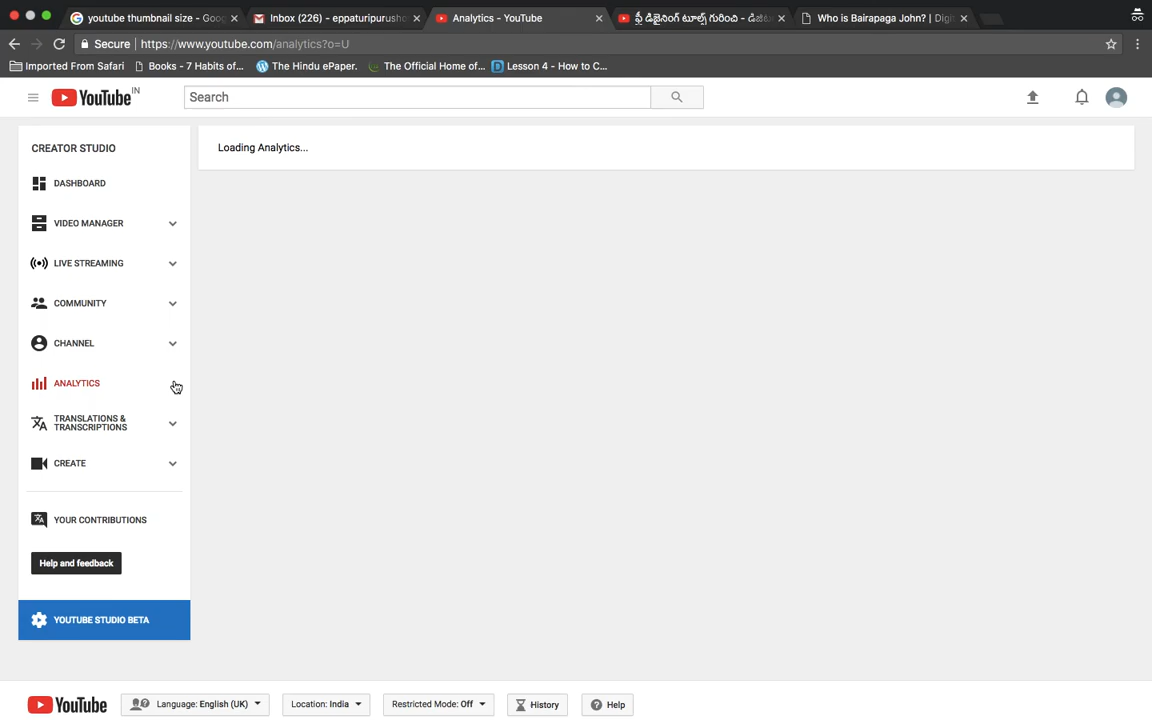 youtube thumbnail size - Goog
Inbox (226) - eppaturipurusho
Analytics - YouTube
ఫ్రీ డిజైనింగ్ టూల్స్ గురించి - డిజిట
Who is Bairapaga John? | Digi
Secure | https://www.youtube.com/analytics?o=U
Imported From Safari
Books - 7 Habits of...
The Hindu ePaper.
The Official Home of...
Lesson 4 - How to C...
YouTube IN
Search
CREATOR STUDIO
Loading Analytics...
DASHBOARD
VIDEO MANAGER
LIVE STREAMING
COMMUNITY
CHANNEL
ANALYTICS
TRANSLATIONS &
TRANSCRIPTIONS
CREATE
YOUR CONTRIBUTIONS
Help and feedback
YOUTUBE STUDIO BETA
YouTube
Language: English (UK)
Location: India
Restricted Mode: Off
History
Help